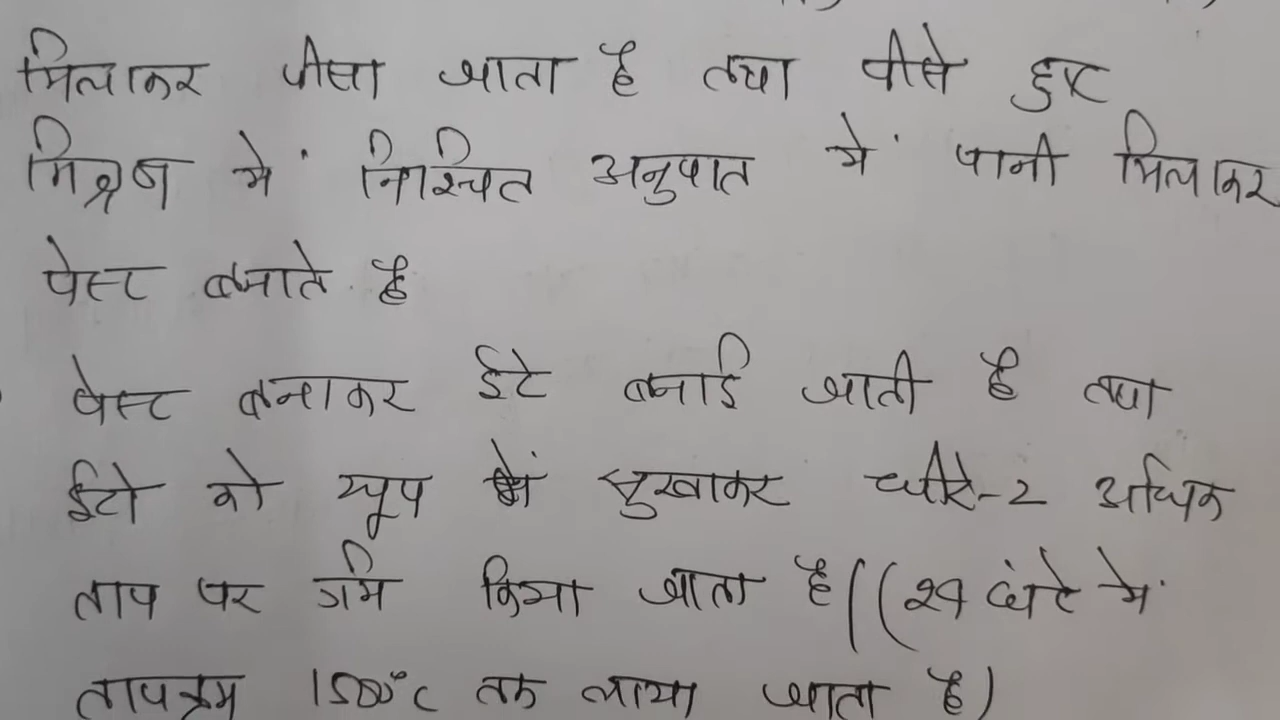 मिलाकर पीसा जाता है तथा पीसे हुए
मिश्रण में निश्चित अनुपात में पानी मिलाकर
पेस्ट बनाते है
पेस्ट बनाकर ईटे बनाई जाती है तथा
ईटो को धूप में सुखाकर धीरे-2 अधिक
ताप पर गर्म किया जाता है। (24 घंटे में
तापक्रम 1500°C तक लाया जाता है)